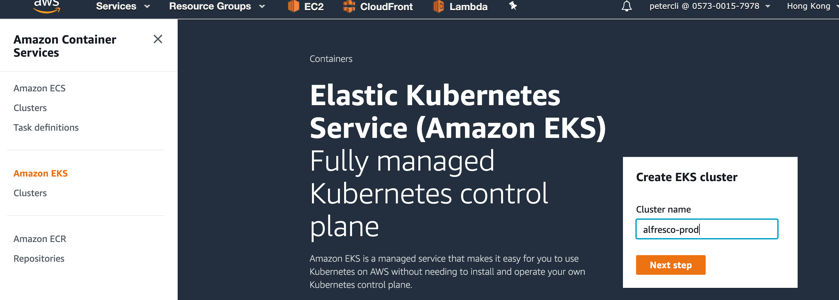 aws
Services Resource Groups EC2 CloudFront Lambda petercli @ 0573-0015-7978 Hong Kong
Amazon Container
Services
Amazon ECS
Clusters
Task definitions
Amazon EKS
Clusters
Amazon ECR
Repositories
Containers
Elastic Kubernetes
Service (Amazon EKS)
Fully managed
Kubernetes control
plane
Amazon EKS is a managed service that makes it easy for you to use
Kubernetes on AWS without needing to install and operate your own
Kubernetes control plane.
Create EKS cluster
Cluster name
alfresco-prod
Next step